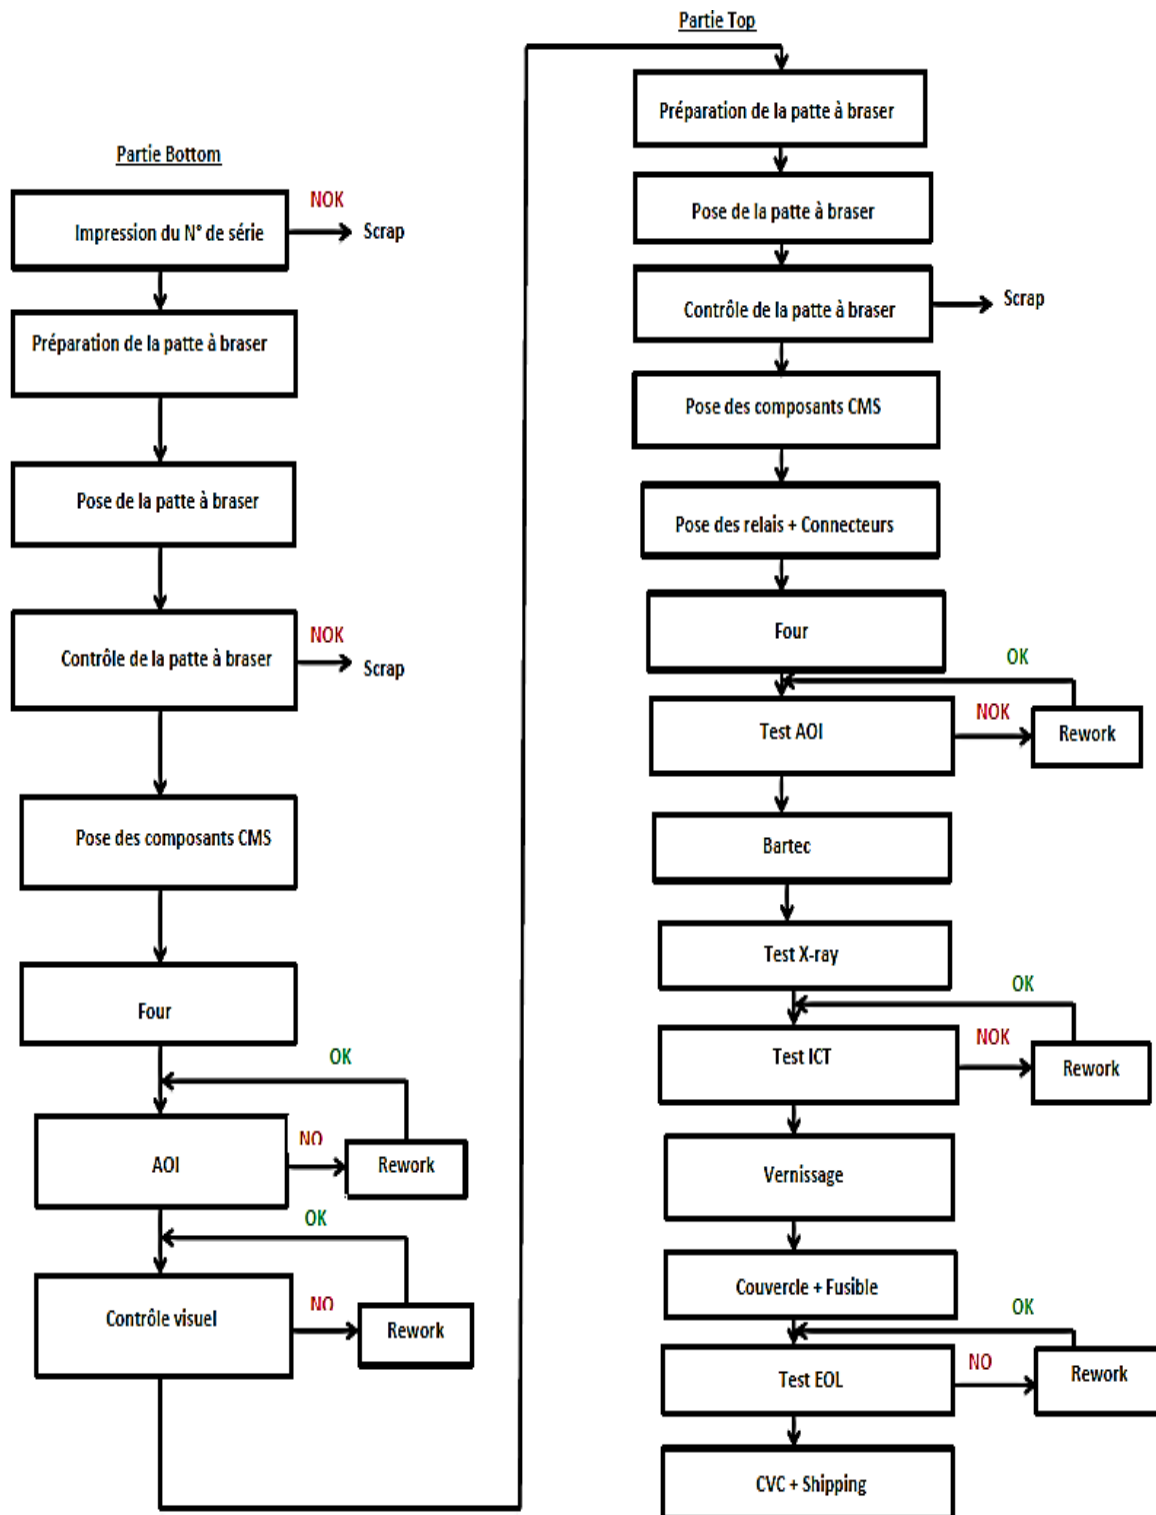 Partie Bottom
Impression du N° de série
NOK
Scrap
Préparation de la patte à braser
Pose de la patte à braser
Contrôle de la patte à braser
NOK
Scrap
Pose des composants CMS
Four
OK
AOI
NO
Rework
OK
Contrôle visuel
NO
Rework
Partie Top
Préparation de la patte à braser
Pose de la patte à braser
Contrôle de la patte à braser
Scrap
Pose des composants CMS
Pose des relais + Connecteurs
Four
OK
Test AOI
NOK
Rework
Bartec
Test X-ray
OK
Test ICT
NOK
Rework
Vernissage
Couvercle + Fusible
OK
Test EOL
NO
Rework
CVC + Shipping